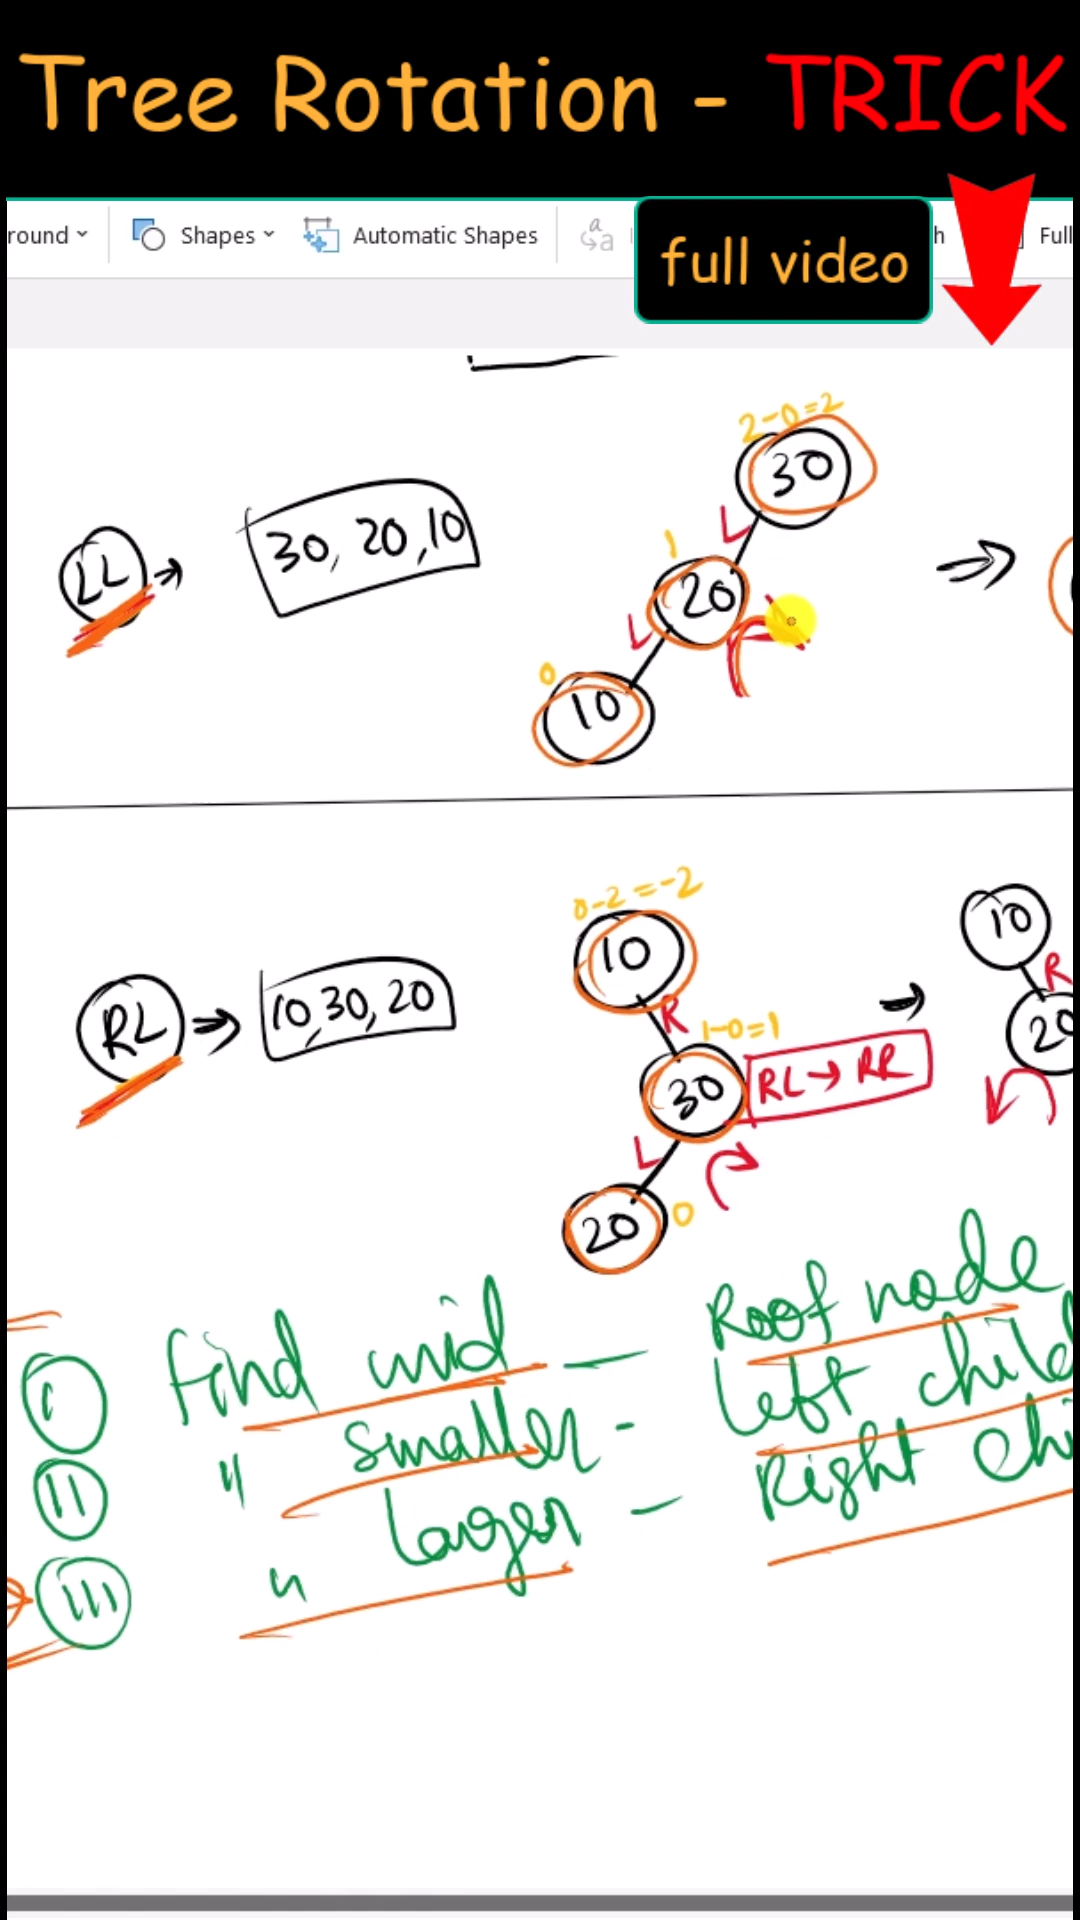 Tree Rotation - TRICK
round Shapes Automatic Shapes
full video
h Full
2-0=2
30
LL → 30, 20, 10
L
1
20
⇒
L
0
10
0-2=-2
10
10
R
R
RL ⇒ 10, 30, 20
1-0=1
→
30
RL → RR
20
L
20
0
i find mid - Root node
ii " smaller - Left child
iii " larger - Right chi